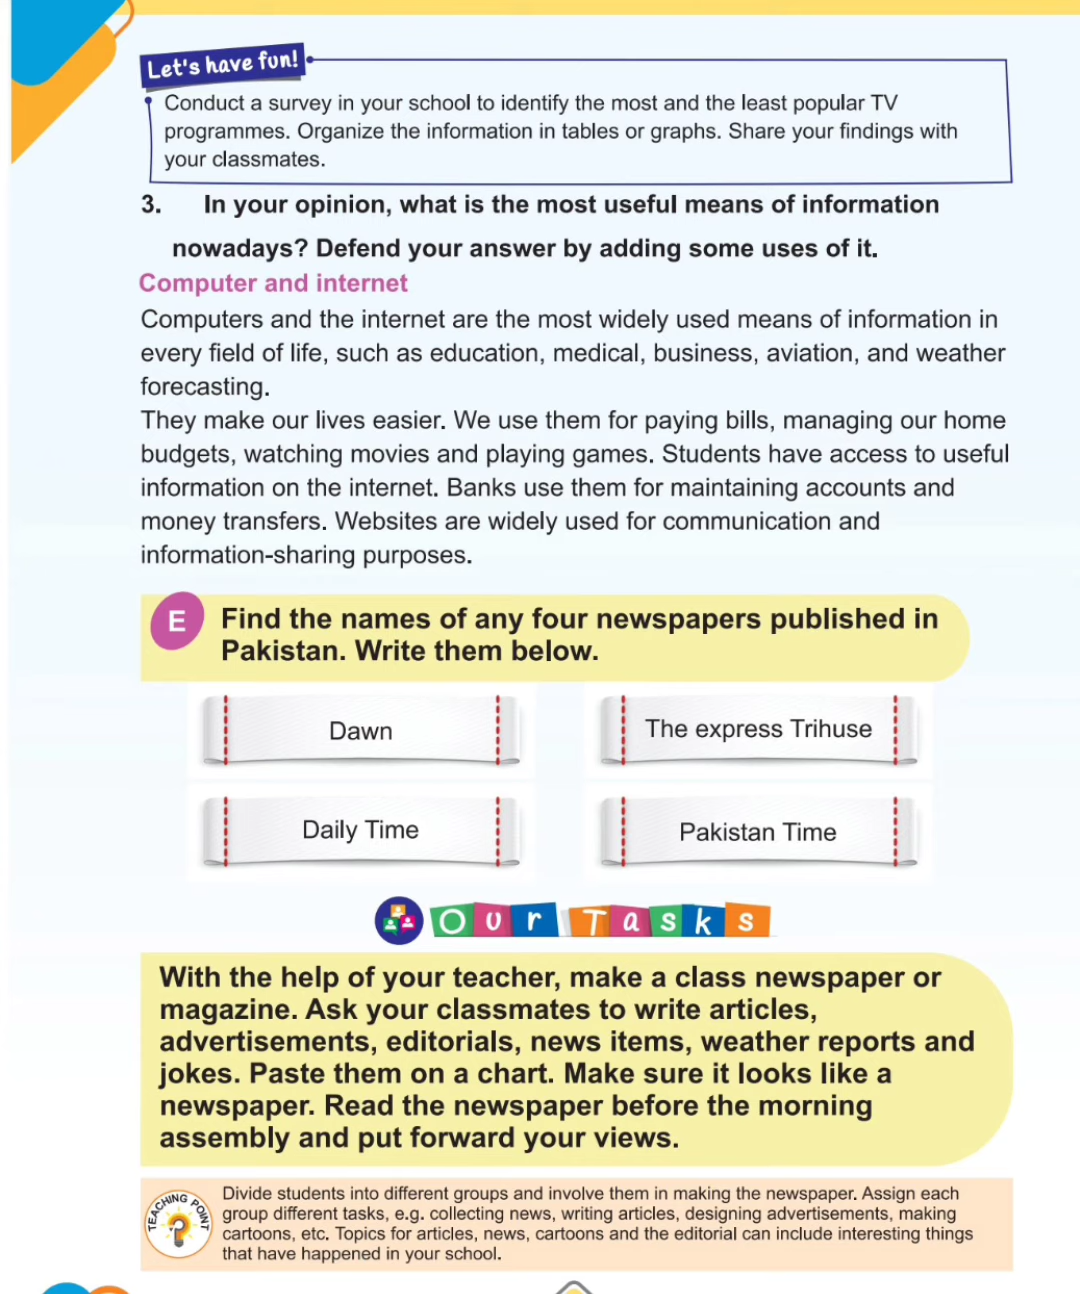 Let's have fun!
Conduct a survey in your school to identify the most and the least popular TV
programmes. Organize the information in tables or graphs. Share your findings with
your classmates.
3. In your opinion, what is the most useful means of information
nowadays? Defend your answer by adding some uses of it.
Computer and internet
Computers and the internet are the most widely used means of information in
every field of life, such as education, medical, business, aviation, and weather
forecasting.
They make our lives easier. We use them for paying bills, managing our home
budgets, watching movies and playing games. Students have access to useful
information on the internet. Banks use them for maintaining accounts and
money transfers. Websites are widely used for communication and
information-sharing purposes.
E Find the names of any four newspapers published in
Pakistan. Write them below.
Dawn
The express Trihuse
Daily Time
Pakistan Time
Our Tasks
With the help of your teacher, make a class newspaper or
magazine. Ask your classmates to write articles,
advertisements, editorials, news items, weather reports and
jokes. Paste them on a chart. Make sure it looks like a
newspaper. Read the newspaper before the morning
assembly and put forward your views.
TEACHING POINT
Divide students into different groups and involve them in making the newspaper. Assign each
group different tasks, e.g. collecting news, writing articles, designing advertisements, making
cartoons, etc. Topics for articles, news, cartoons and the editorial can include interesting things
that have happened in your school.